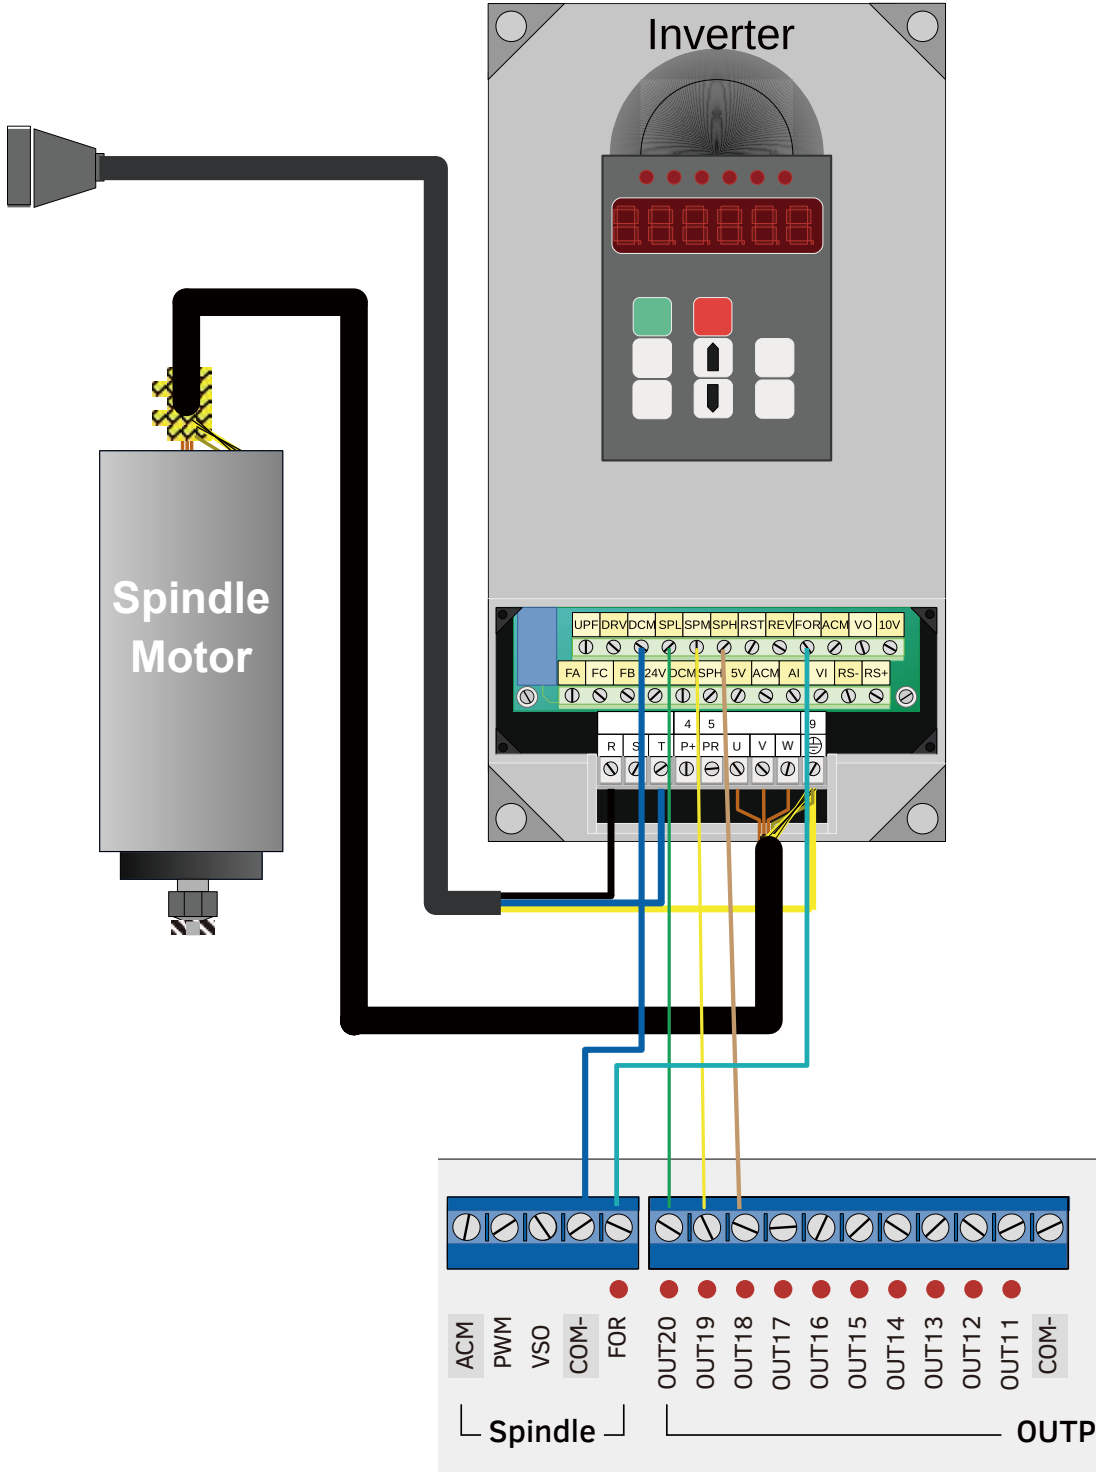 Inverter
Spindle
Motor
UPF DRV DCM SPL SPM SPH RST REV FOR ACM VO 10V
FA FC FB 24V DCM SPH 5V ACM AI VI RS- RS+
4 5 9
R S T P+ PR U V W
ACM PWM VSO COM- FOR OUT20 OUT19 OUT18 OUT17 OUT16 OUT15 OUT14 OUT13 OUT12 OUT11 COM-
Spindle OUTP